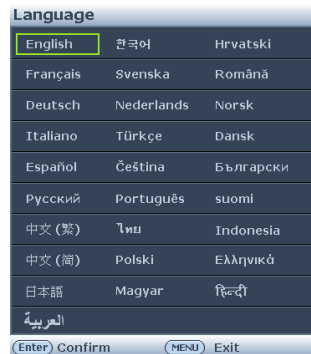 Language
English 한국어 Hrvatski
Français Svenska Română
Deutsch Nederlands Norsk
Italiano Türkçe Dansk
Español Čeština Български
Русский Português suomi
中文 (繁) ไทย Indonesia
中文 (简) Polski Ελληνικά
日本語 Magyar हिन्दी
العربية
Enter Confirm MENU Exit